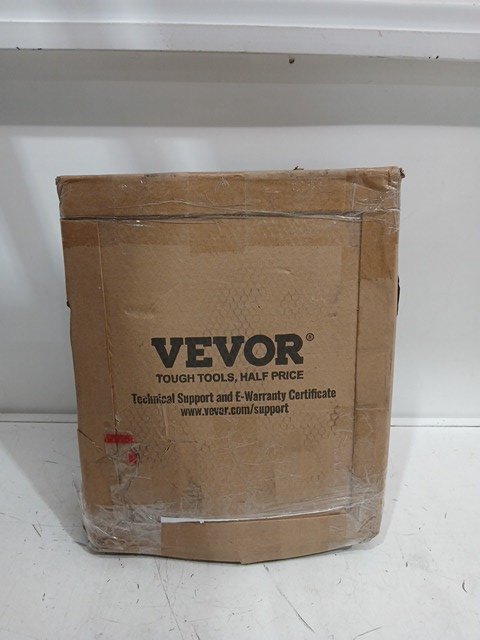 VEVOR®
TOUGH TOOLS, HALF PRICE
Technical Support and E-Warranty Certificate
www.vevor.com/support